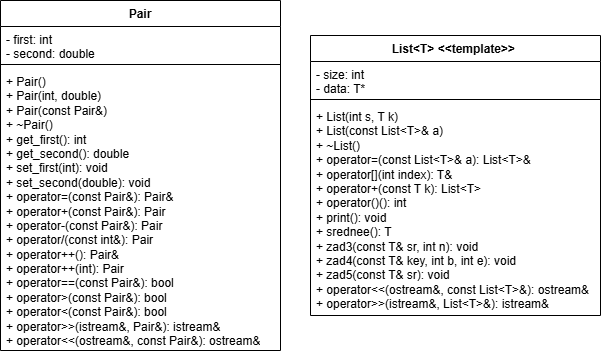 Pair
- first: int
- second: double
+ Pair()
+ Pair(int, double)
+ Pair(const Pair&)
+ ~Pair()
+ get_first(): int
+ get_second(): double
+ set_first(int): void
+ set_second(double): void
+ operator=(const Pair&): Pair&
+ operator+(const Pair&): Pair
+ operator-(const Pair&): Pair
+ operator/(const int&): Pair
+ operator++(): Pair&
+ operator++(int): Pair
+ operator==(const Pair&): bool
+ operator>(const Pair&): bool
+ operator<(const Pair&): bool
+ operator>>(istream&, Pair&): istream&
+ operator<<(ostream&, const Pair&): ostream&
List<T> <<template>>
- size: int
- data: T*
+ List(int s, T k)
+ List(const List<T>& a)
+ ~List()
+ operator=(const List<T>& a): List<T>&
+ operator[](int index): T&
+ operator+(const T k): List<T>
+ operator()(): int
+ print(): void
+ srednee(): T
+ zad3(const T& sr, int n): void
+ zad4(const T& key, int b, int e): void
+ zad5(const T& sr): void
+ operator<<(ostream&, const List<T>&): ostream&
+ operator>>(istream&, List<T>&): istream&